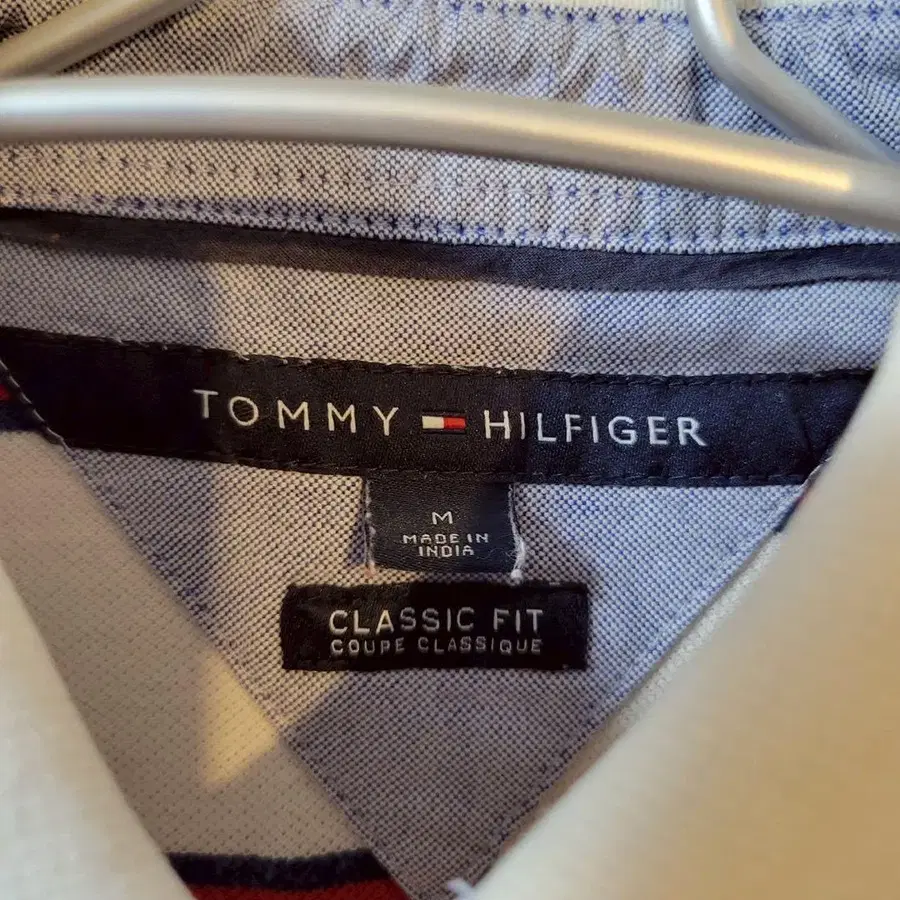 TOMMY HILFIGER
M
MADE IN
INDIA
CLASSIC FIT
COUPE CLASSIQUE